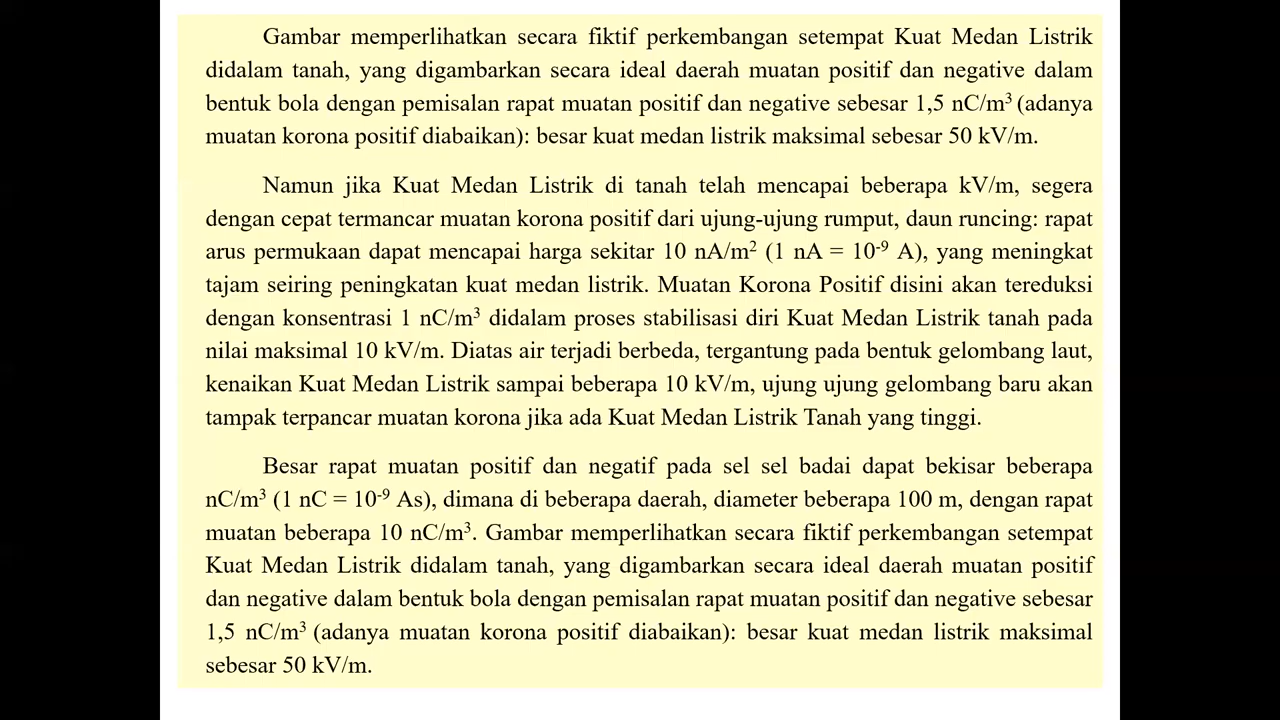 Gambar memperlihatkan secara fiktif perkembangan setempat Kuat Medan Listrik
didalam tanah, yang digambarkan secara ideal daerah muatan positif dan negative dalam
bentuk bola dengan pemisalan rapat muatan positif dan negative sebesar 1,5 nC/m³ (adanya
muatan korona positif diabaikan): besar kuat medan listrik maksimal sebesar 50 kV/m.
Namun jika Kuat Medan Listrik di tanah telah mencapai beberapa kV/m, segera
dengan cepat termancar muatan korona positif dari ujung-ujung rumput, daun runcing: rapat
arus permukaan dapat mencapai harga sekitar 10 nA/m² (1 nA = 10⁻⁹ A), yang meningkat
tajam seiring peningkatan kuat medan listrik. Muatan Korona Positif disini akan tereduksi
dengan konsentrasi 1 nC/m³ didalam proses stabilisasi diri Kuat Medan Listrik tanah pada
nilai maksimal 10 kV/m. Diatas air terjadi berbeda, tergantung pada bentuk gelombang laut,
kenaikan Kuat Medan Listrik sampai beberapa 10 kV/m, ujung ujung gelombang baru akan
tampak terpancar muatan korona jika ada Kuat Medan Listrik Tanah yang tinggi.
Besar rapat muatan positif dan negatif pada sel sel badai dapat bekisar beberapa
nC/m³ (1 nC = 10⁻⁹ As), dimana di beberapa daerah, diameter beberapa 100 m, dengan rapat
muatan beberapa 10 nC/m³. Gambar memperlihatkan secara fiktif perkembangan setempat
Kuat Medan Listrik didalam tanah, yang digambarkan secara ideal daerah muatan positif
dan negative dalam bentuk bola dengan pemisalan rapat muatan positif dan negative sebesar
1,5 nC/m³ (adanya muatan korona positif diabaikan): besar kuat medan listrik maksimal
sebesar 50 kV/m.